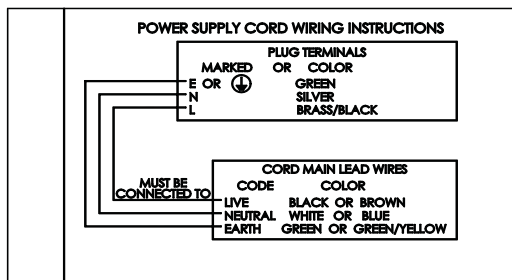 POWER SUPPLY CORD WIRING INSTRUCTIONS
PLUG TERMINALS
MARKED OR COLOR
E OR GREEN
N SILVER
L BRASS/BLACK
MUST BE
CONNECTED TO
CORD MAIN LEAD WIRES
CODE COLOR
LIVE BLACK OR BROWN
NEUTRAL WHITE OR BLUE
EARTH GREEN OR GREEN/YELLOW